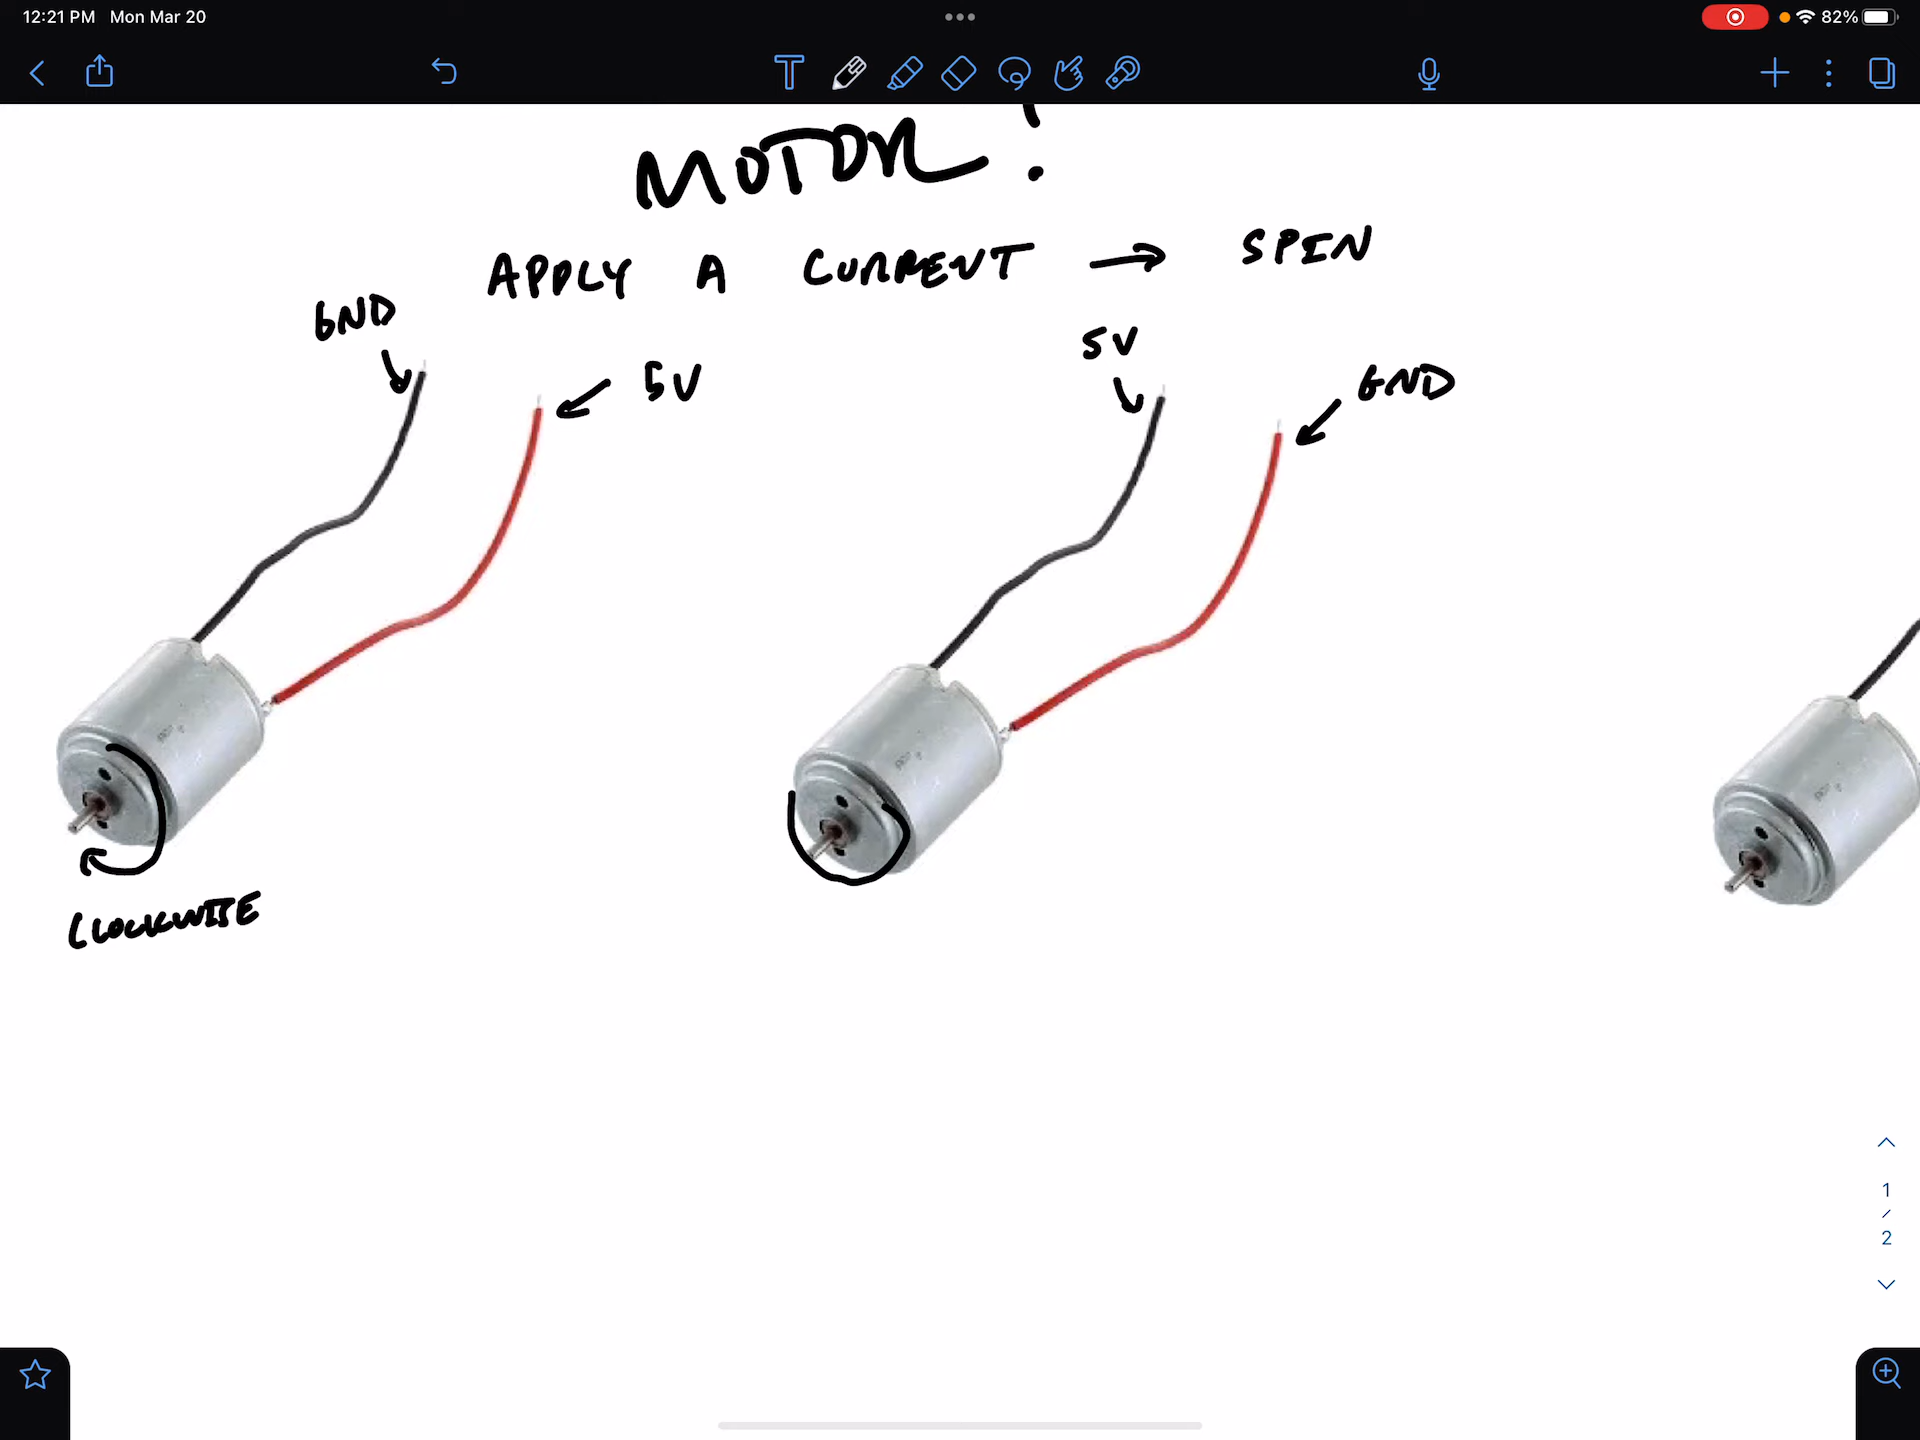 12:21 PM Mon Mar 20
82%
MOTOR!
APPLY A CURRENT → SPIN
GND
5V
5V
GND
CLOCKWISE
1
/
2